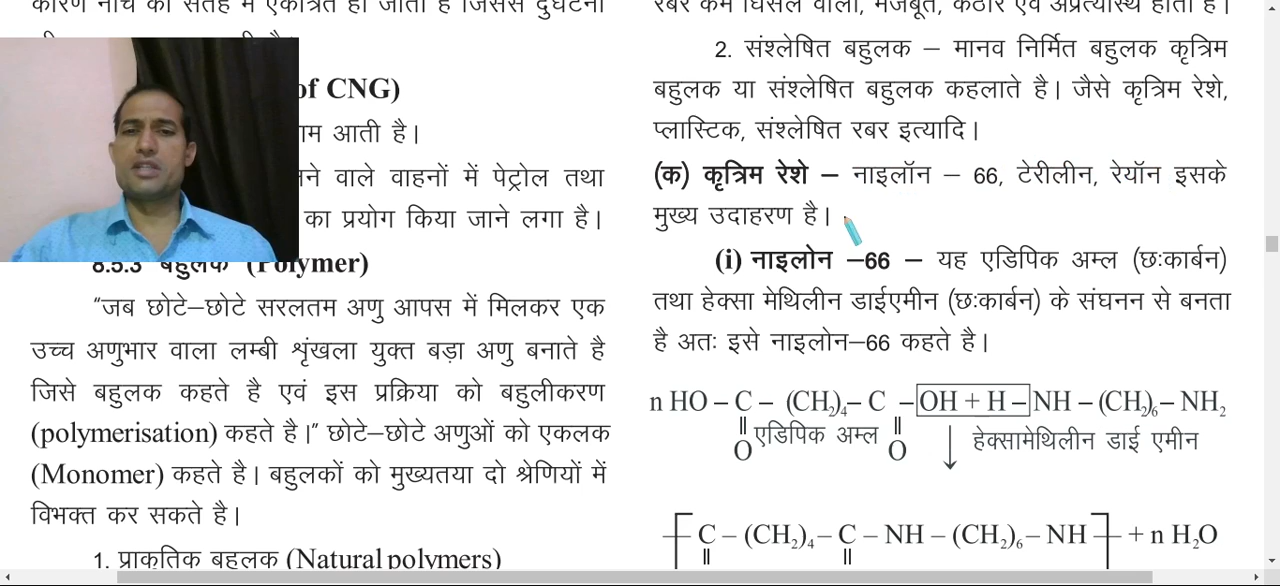 of CNG)
आती है।
ने वाले वाहनों में पेट्रोल तथा
का प्रयोग किया जाने लगा है।
8.5.3 बहुलक (Polymer)
“जब छोटे–छोटे सरलतम अणु आपस में मिलकर एक
उच्च अणुभार वाला लम्बी शृंखला युक्त बड़ा अणु बनाते है
जिसे बहुलक कहते है एवं इस प्रक्रिया को बहुलीकरण
(polymerisation) कहते है।” छोटे–छोटे अणुओं को एकलक
(Monomer) कहते है। बहुलकों को मुख्यतया दो श्रेणियों में
विभक्त कर सकते है।
1. प्राकृतिक बहुलक (Natural polymers)
रबर कम घिसने वाला, मजबूत, कठोर एवं अप्रत्यास्थ होता है।
2. संश्लेषित बहुलक – मानव निर्मित बहुलक कृत्रिम
बहुलक या संश्लेषित बहुलक कहलाते है। जैसे कृत्रिम रेशे,
प्लास्टिक, संश्लेषित रबर इत्यादि।
(क) कृत्रिम रेशे – नाइलॉन – 66, टेरीलीन, रेयॉन इसके
मुख्य उदाहरण है।
(i) नाइलोन –66 – यह एडिपिक अम्ल (छःकार्बन)
तथा हेक्सा मेथिलीन डाईएमीन (छःकार्बन) के संघनन से बनता
है अतः इसे नाइलोन–66 कहते है।
n HO – C – (CH₂)₄– C – OH + H – NH – (CH₂)₆– NH₂
|| एडिपिक अम्ल || ↓ हेक्सामेथिलीन डाई एमीन
O O
[ C – (CH₂)₄– C – NH – (CH₂)₆– NH ] + n H₂O
|| ||